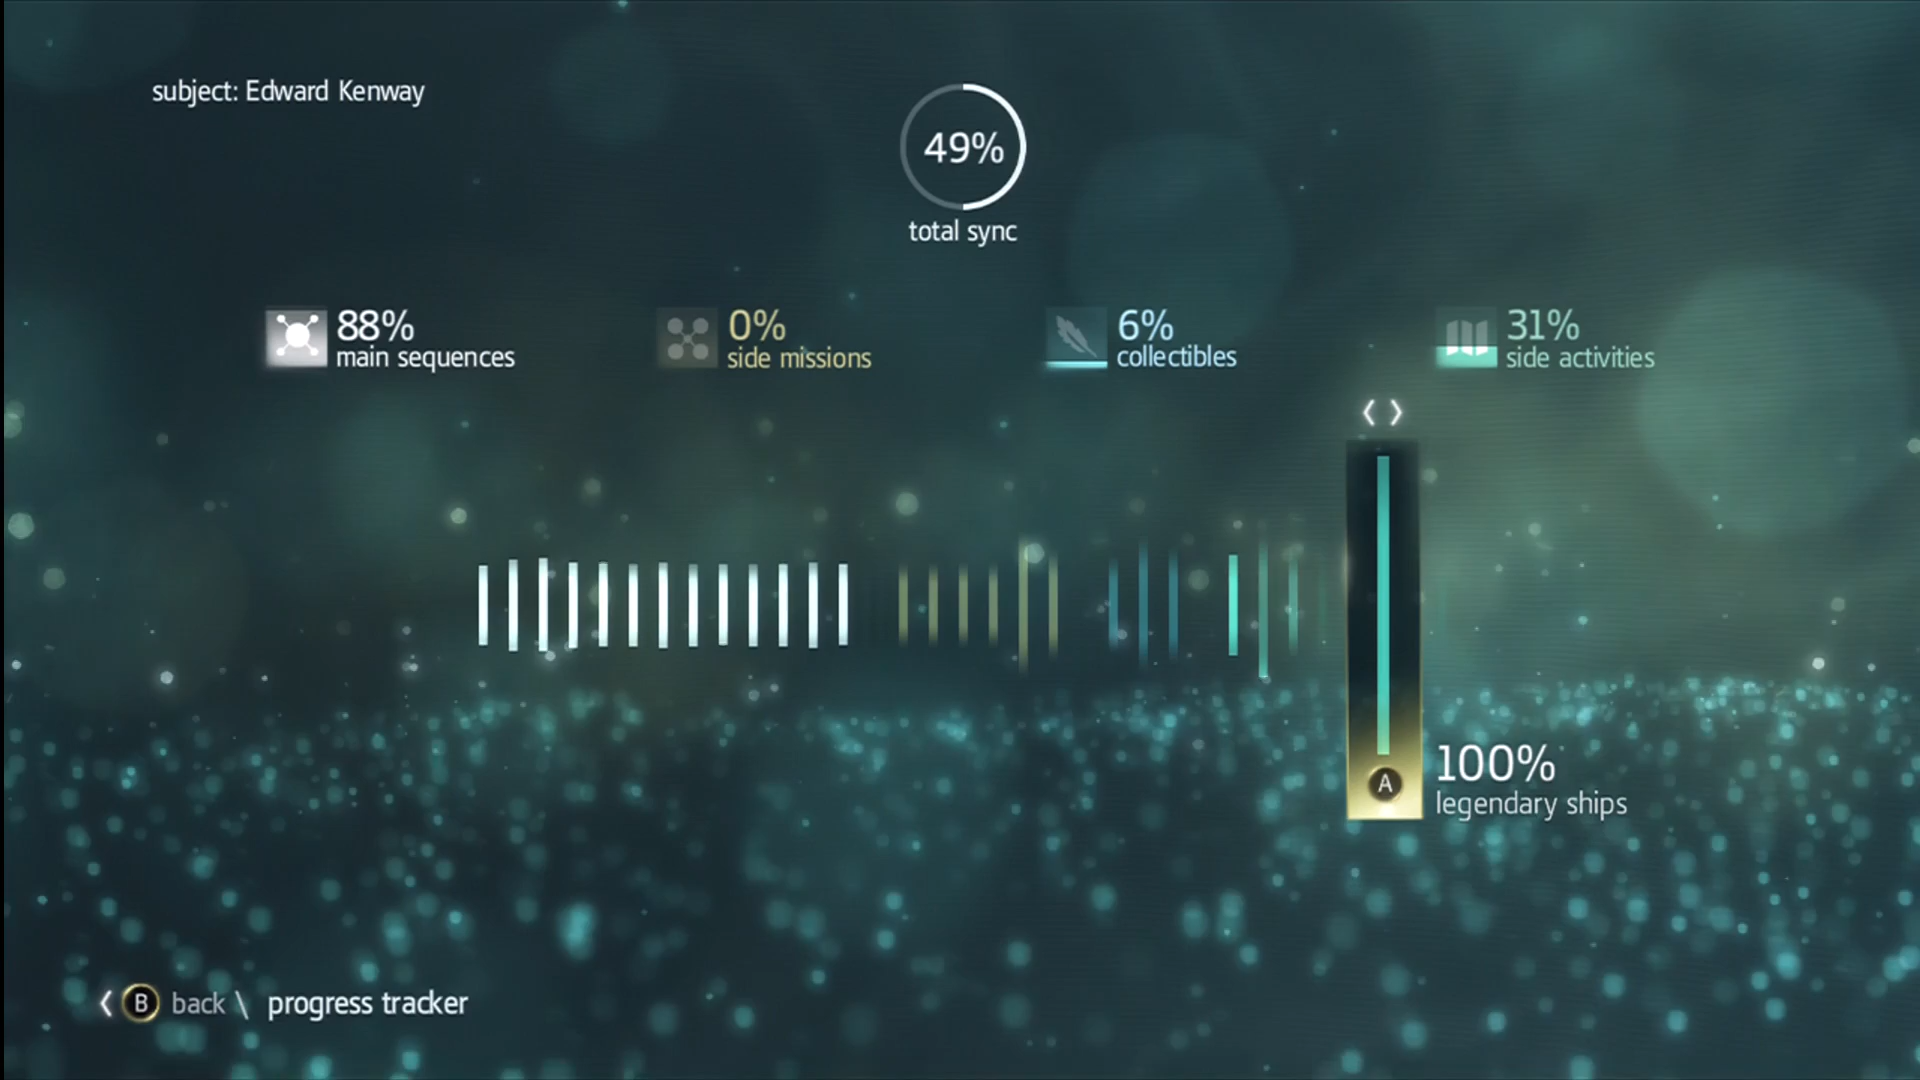 subject: Edward Kenway
49%
total sync
88%
main sequences
0%
side missions
6%
collectibles
31%
side activities
A
100%
legendary ships
B back \ progress tracker